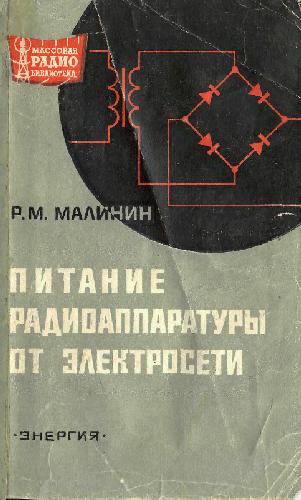 МАССОВАЯ
РАДИО
БИБЛИОТЕКА
Р.М. МАЛИНИН
ПИТАНИЕ
РАДИОАППАРАТУРЫ
ОТ ЭЛЕКТРОСЕТИ
·ЭНЕРГИЯ·